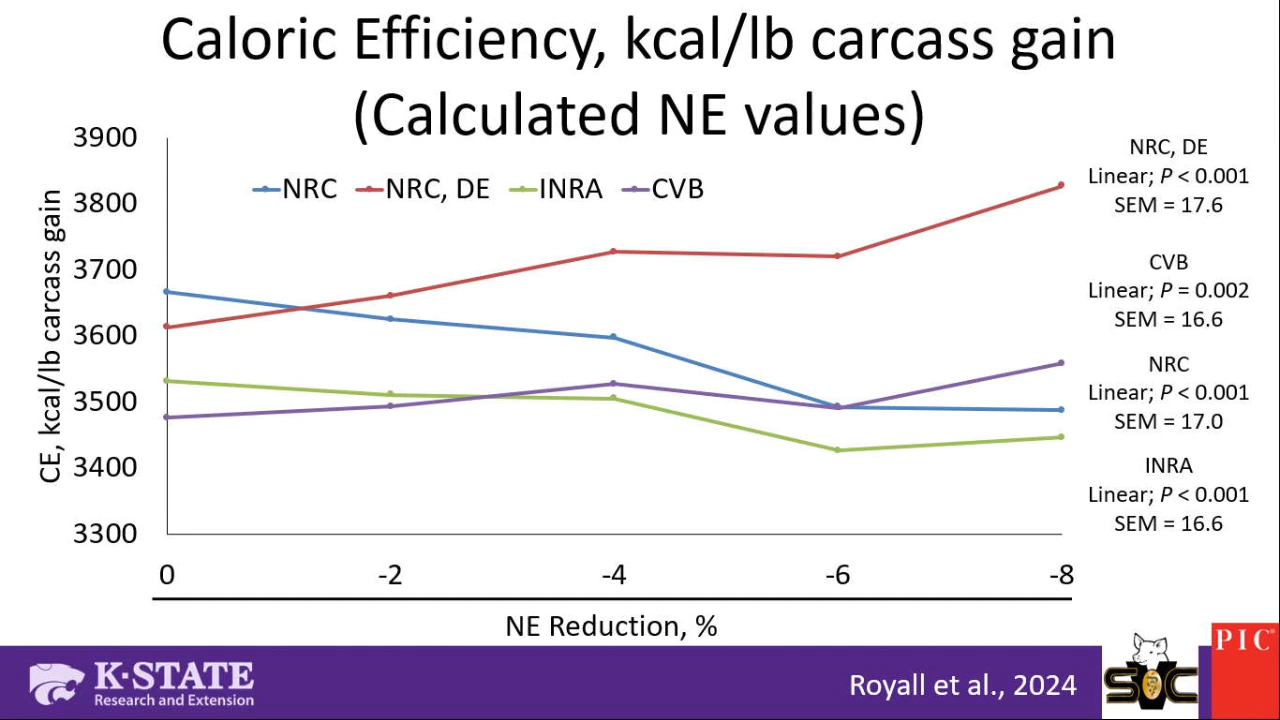 Caloric Efficiency, kcal/lb carcass gain
(Calculated NE values)
CE, kcal/lb carcass gain
3900
3800
3700
3600
3500
3400
3300
NRC
NRC, DE
INRA
CVB
0
-2
-4
-6
-8
NE Reduction, %
NRC, DE
Linear; P < 0.001
SEM = 17.6
CVB
Linear; P = 0.002
SEM = 16.6
NRC
Linear; P < 0.001
SEM = 17.0
INRA
Linear; P < 0.001
SEM = 16.6
K-STATE
Research and Extension
Royall et al., 2024
SVC
PIC